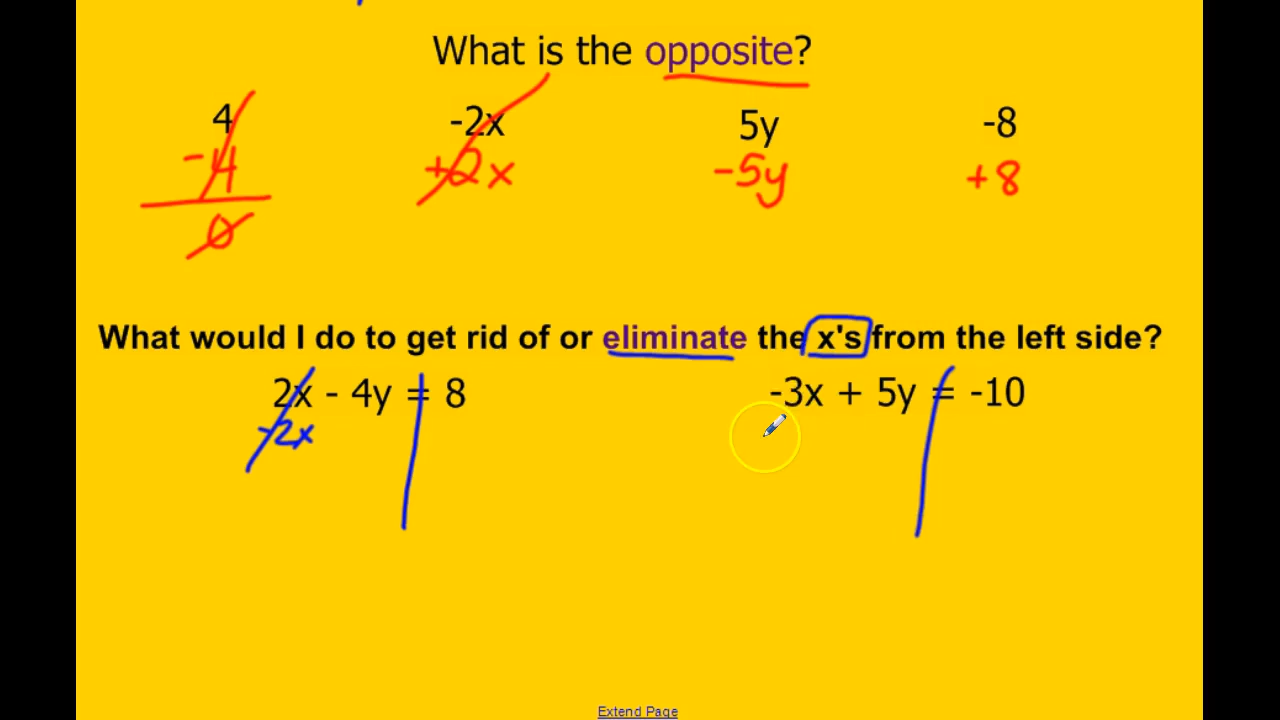 What is the opposite?
4 -2x 5y -8
-4 +2x -5y +8
0
What would I do to get rid of or eliminate the x's from the left side?
2x - 4y = 8 -3x + 5y = -10
-2x
Extend Page